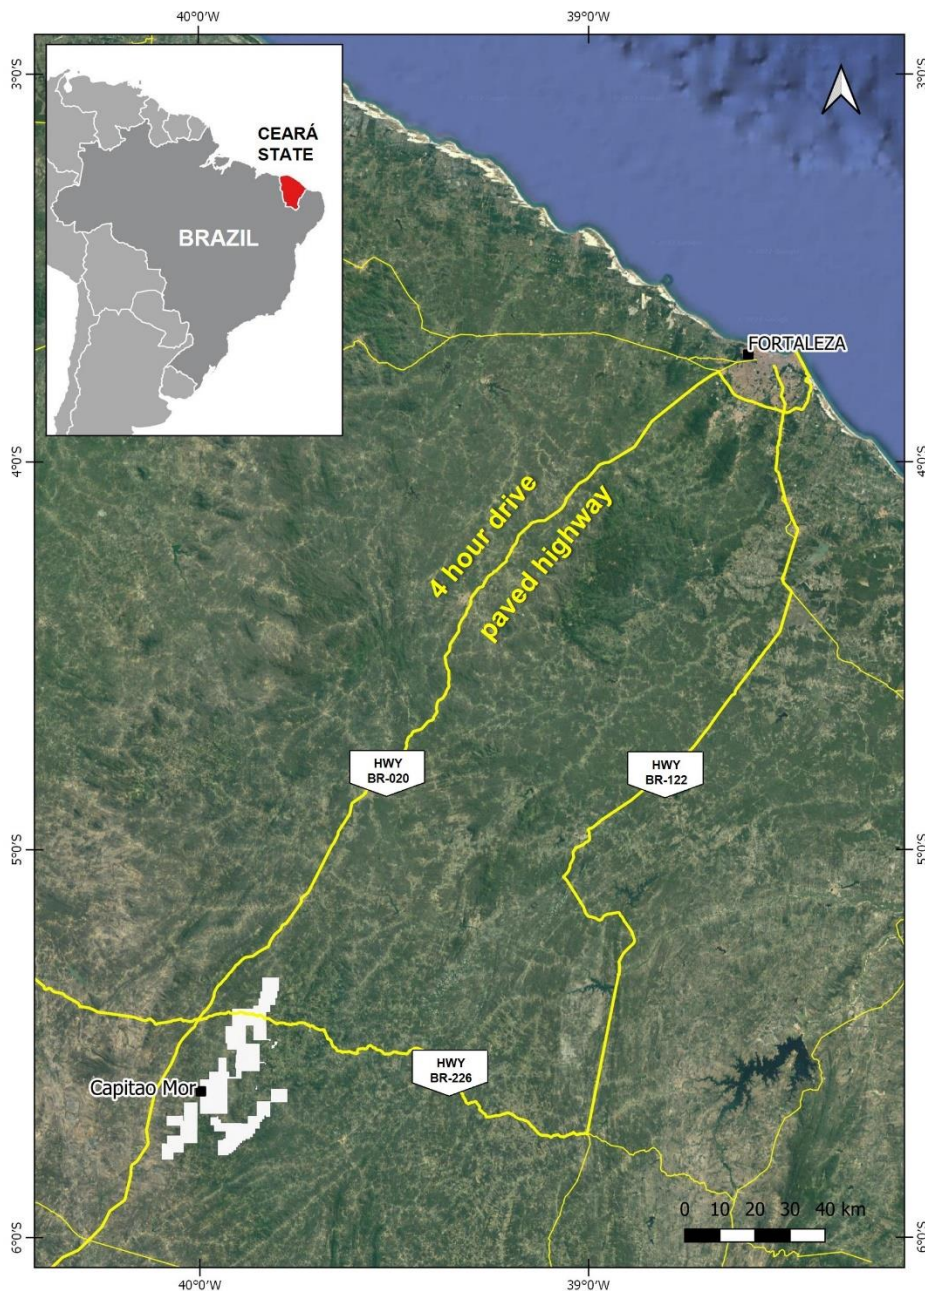 40°0'W
39°0'W
3°0'S
3°0'S
CEARÁ
STATE
BRAZIL
FORTALEZA
4°0'S
4°0'S
4 hour drive
paved highway
HWY
BR-020
HWY
BR-122
5°0'S
5°0'S
HWY
BR-226
Capitao Mor
0 10 20 30 40 km
6°0'S
6°0'S
40°0'W
39°0'W